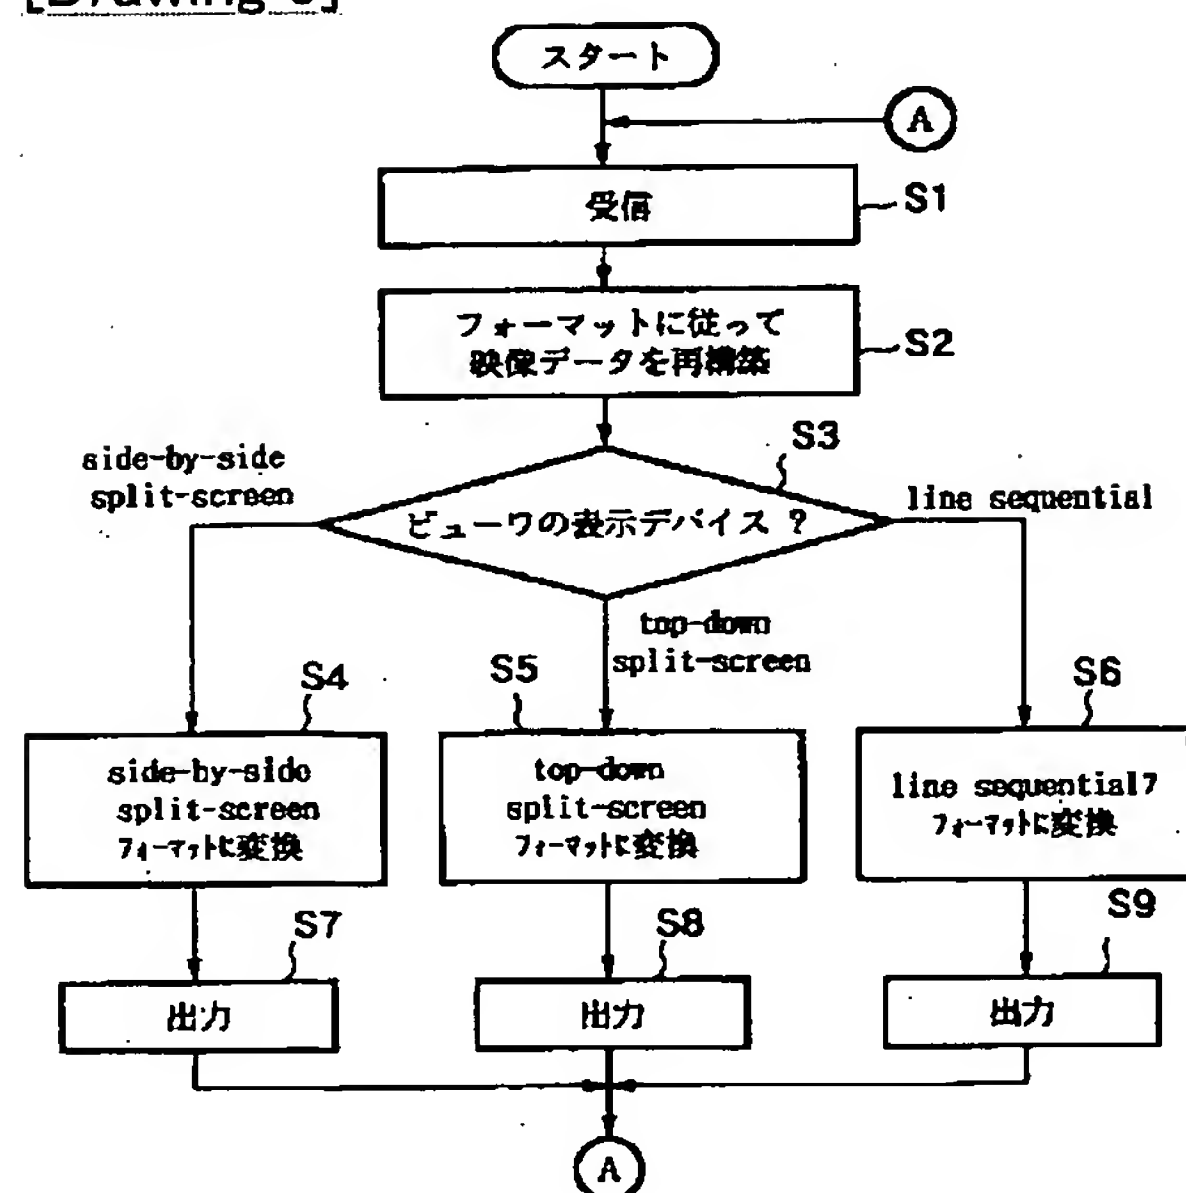 スタート
A
受信
S1
フォーマットに従って
映像データを再構築
S2
S3
side-by-side
split-screen
ビューワの表示デバイス ?
line sequential
top-down
split-screen
S4
S5
S6
side-by-side
split-screen
フォーマットに変換
top-down
split-screen
フォーマットに変換
line sequential7
フォーマットに変換
S7
S8
S9
出力
出力
出力
A